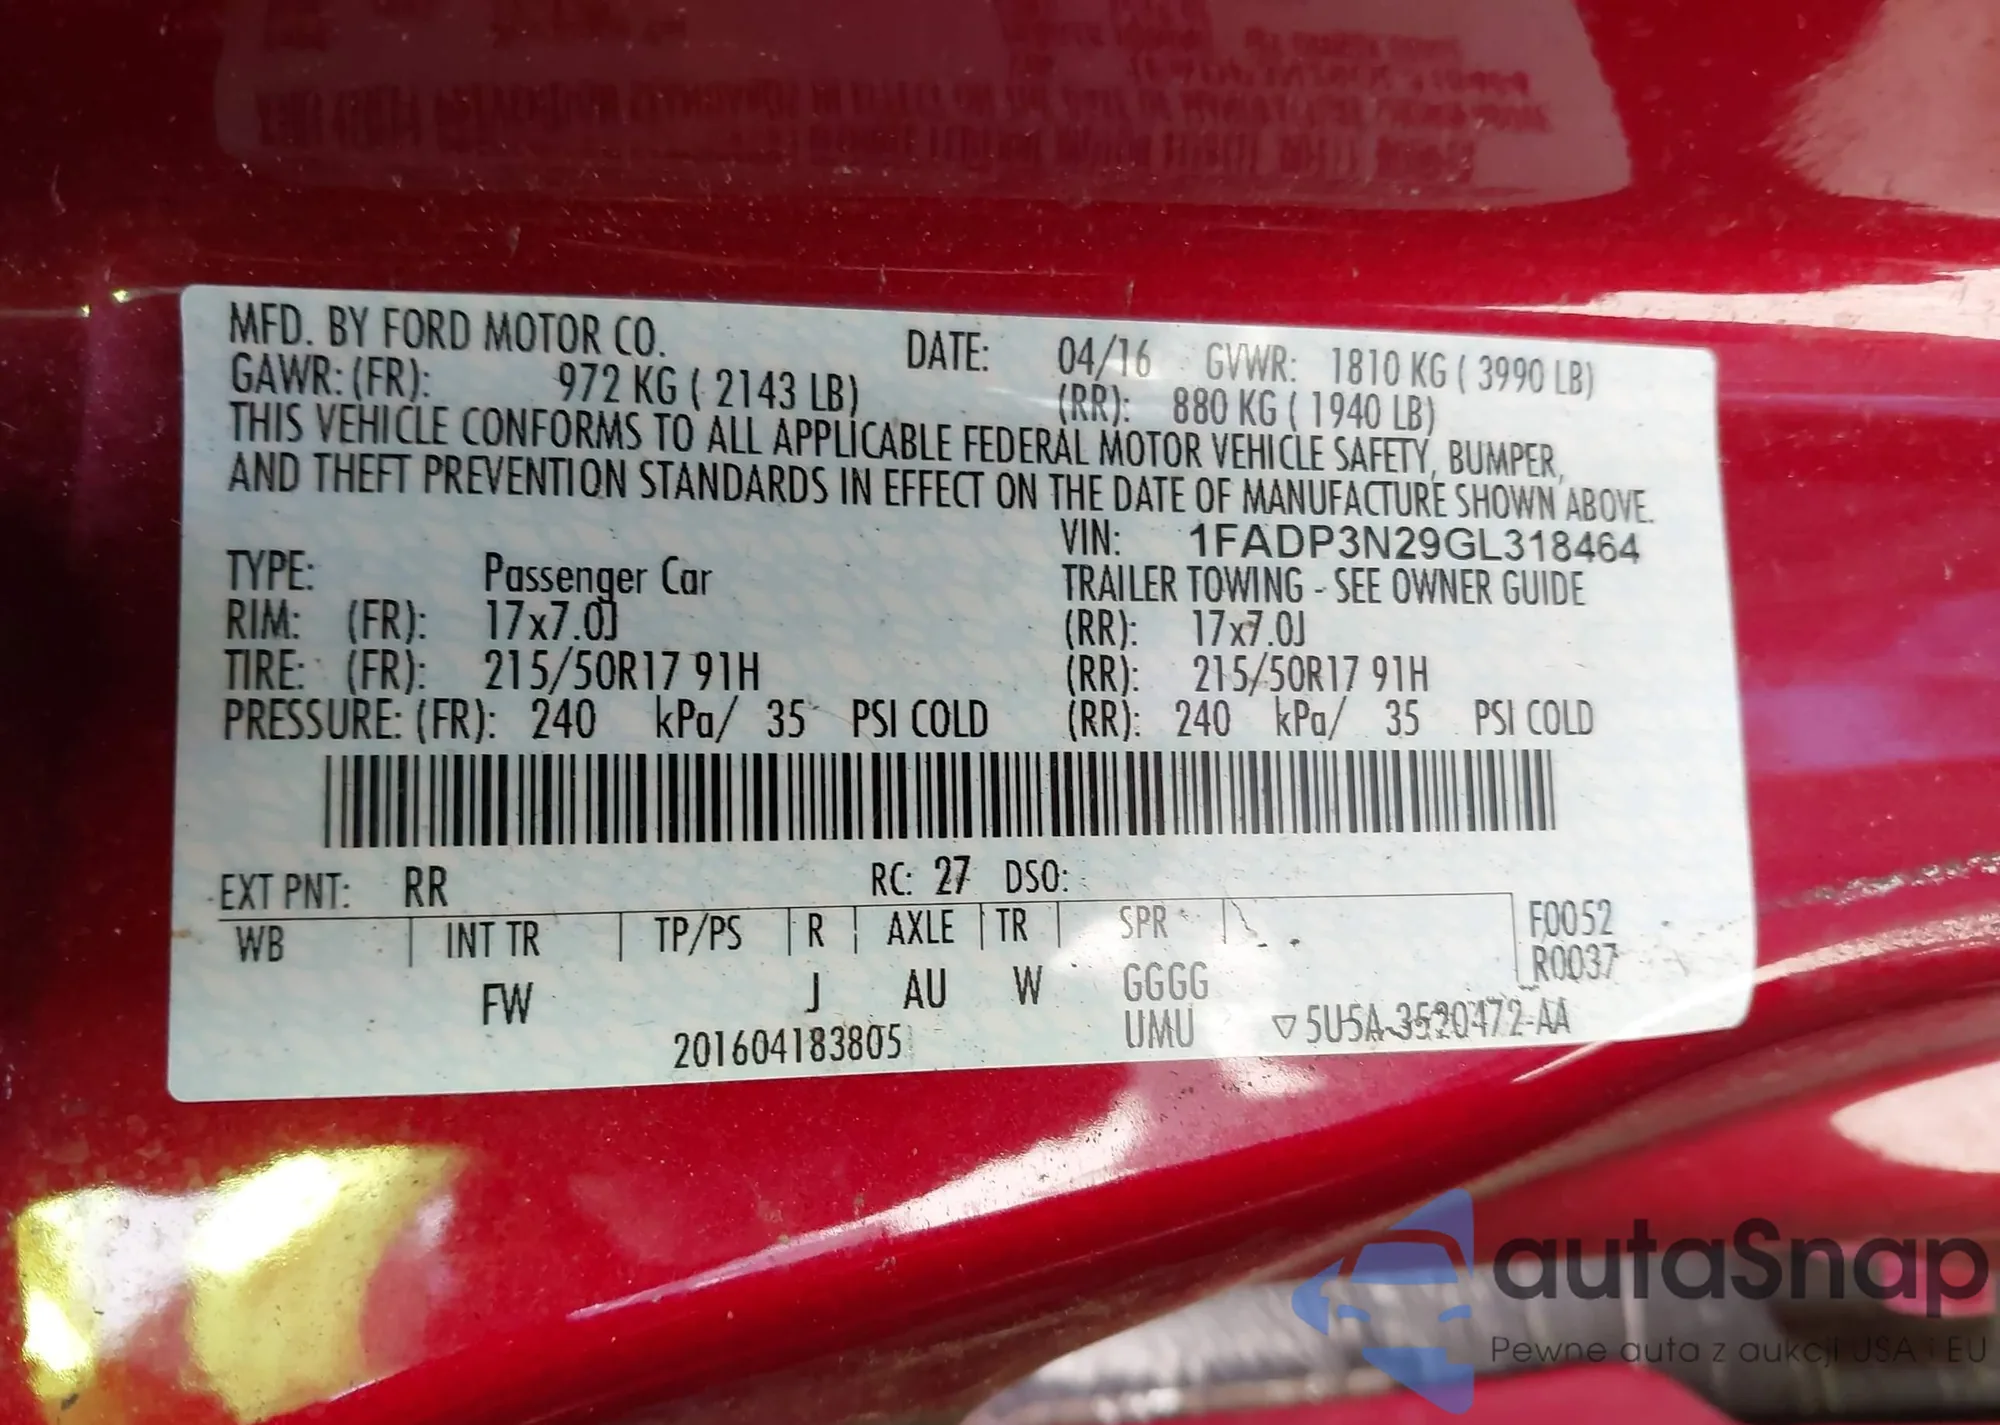 MFD. BY FORD MOTOR CO. DATE: 04/16 GVWR: 1810 KG ( 3990 LB)
GAWR: (FR): 972 KG ( 2143 LB) (RR): 880 KG ( 1940 LB)
THIS VEHICLE CONFORMS TO ALL APPLICABLE FEDERAL MOTOR VEHICLE SAFETY, BUMPER,
AND THEFT PREVENTION STANDARDS IN EFFECT ON THE DATE OF MANUFACTURE SHOWN ABOVE.
VIN: 1FADP3N29GL318464
TYPE: Passenger Car TRAILER TOWING - SEE OWNER GUIDE
RIM: (FR): 17x7.0J (RR): 17x7.0J
TIRE: (FR): 215/50R17 91H (RR): 215/50R17 91H
PRESSURE: (FR): 240 kPa/ 35 PSI COLD (RR): 240 kPa/ 35 PSI COLD
EXT PNT: RR RC: 27 DSO:
WB INT TR TP/PS R AXLE TR SPR F0052
R0037
FW J AU W GGGG
201604183805 UMU ▽5U5A-3520472-AA
autaSnap
Pewne auta z aukcji USA i EU